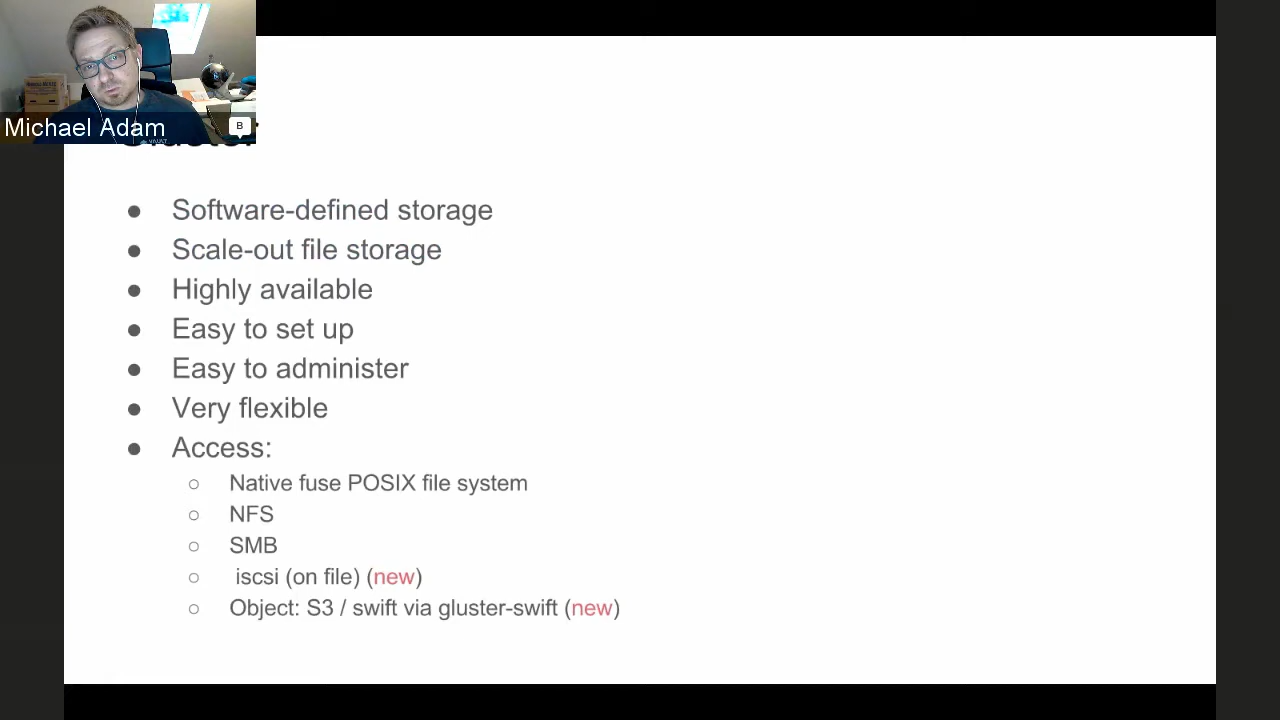 Michael Adam
B
● Software-defined storage
● Scale-out file storage
● Highly available
● Easy to set up
● Easy to administer
● Very flexible
● Access:
○ Native fuse POSIX file system
○ NFS
○ SMB
○ iscsi (on file) (new)
○ Object: S3 / swift via gluster-swift (new)